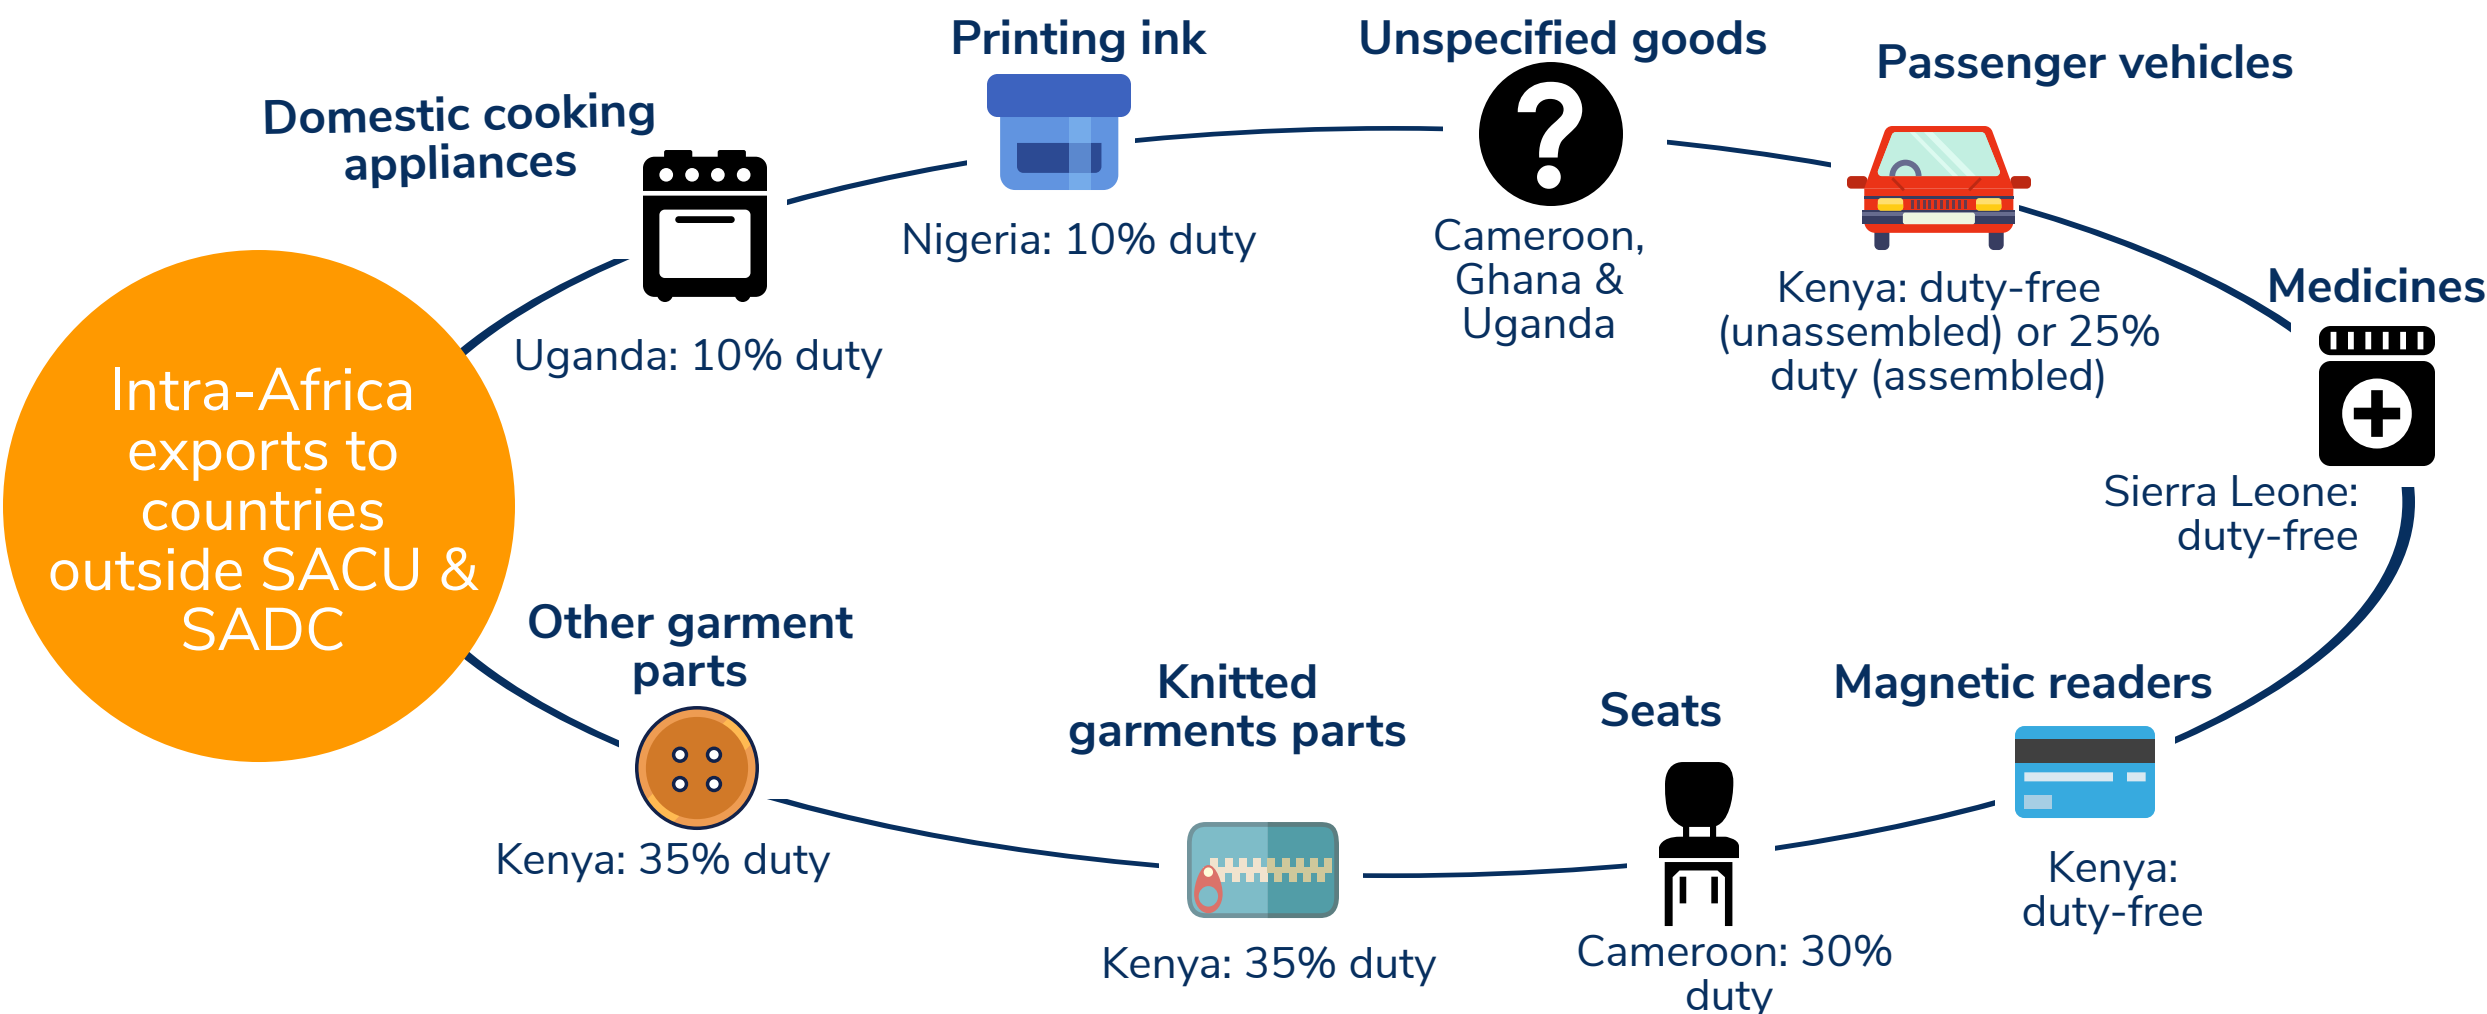 Intra-Africa
exports to
countries
outside SACU &
SADC
Domestic cooking
appliances
Uganda: 10% duty
Printing ink
Nigeria: 10% duty
Unspecified goods
Cameroon,
Ghana &
Uganda
Passenger vehicles
Kenya: duty-free
(unassembled) or 25%
duty (assembled)
Medicines
Sierra Leone:
duty-free
Magnetic readers
Kenya:
duty-free
Seats
Cameroon: 30%
duty
Knitted
garments parts
Kenya: 35% duty
Other garment
parts
Kenya: 35% duty